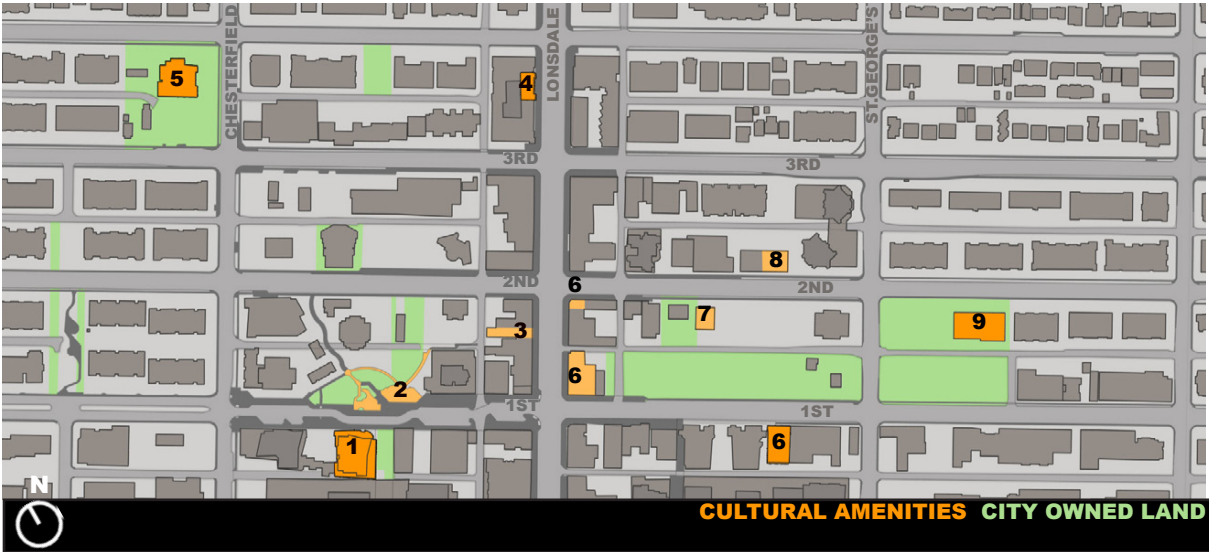 CHESTERFIELD
LONSDALE
ST.GEORGE'S
5
4
3RD
3RD
8
2ND
2ND
6
7
9
3
6
2
1ST
1ST
1
6
N
CULTURAL AMENITIES CITY OWNED LAND